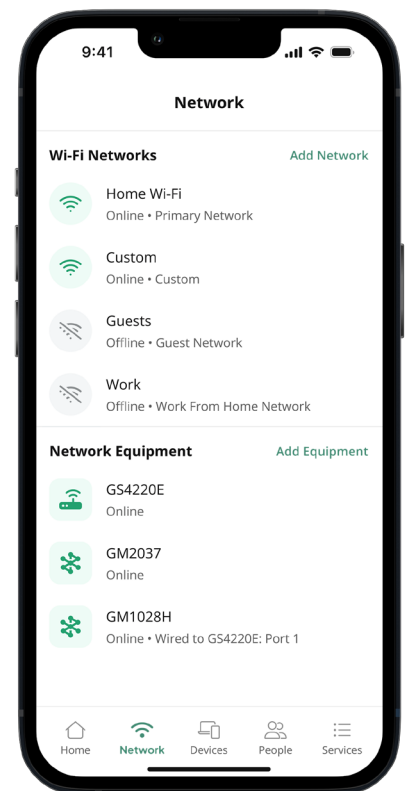 9:41
Network
Wi-Fi Networks
Add Network
Home Wi-Fi
Online • Primary Network
Custom
Online • Custom
Guests
Offline • Guest Network
Work
Offline • Work From Home Network
Network Equipment
Add Equipment
GS4220E
Online
GM2037
Online
GM1028H
Online • Wired to GS4220E: Port 1
Home
Network
Devices
People
Services